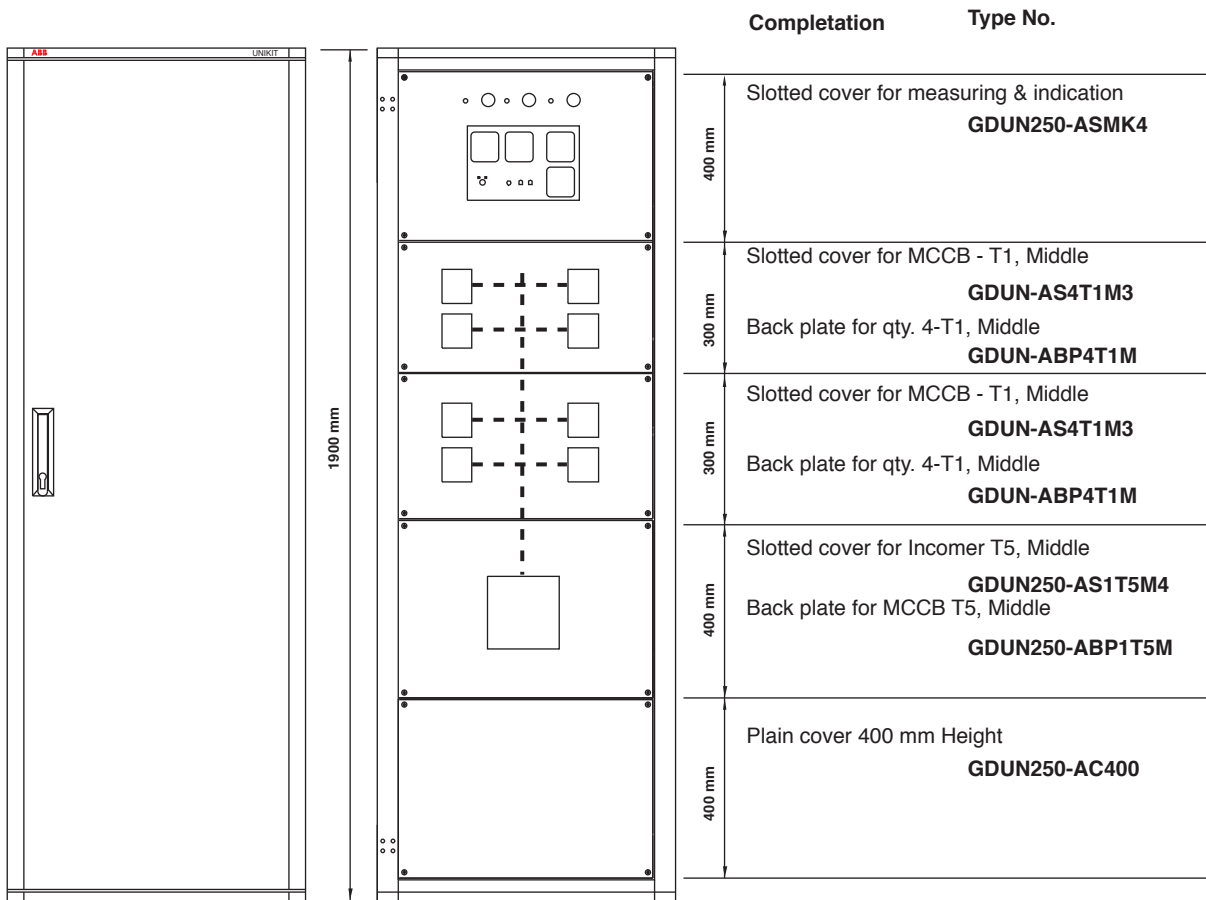 Completation Type No.
ABB UNIKIT
Slotted cover for measuring & indication
GDUN250-ASMK4
400 mm
Slotted cover for MCCB - T1, Middle
GDUN-AS4T1M3
300 mm
Back plate for qty. 4-T1, Middle
GDUN-ABP4T1M
Slotted cover for MCCB - T1, Middle
GDUN-AS4T1M3
1900 mm
300 mm
Back plate for qty. 4-T1, Middle
GDUN-ABP4T1M
Slotted cover for Incomer T5, Middle
GDUN250-AS1T5M4
400 mm
Back plate for MCCB T5, Middle
GDUN250-ABP1T5M
Plain cover 400 mm Height
GDUN250-AC400
400 mm